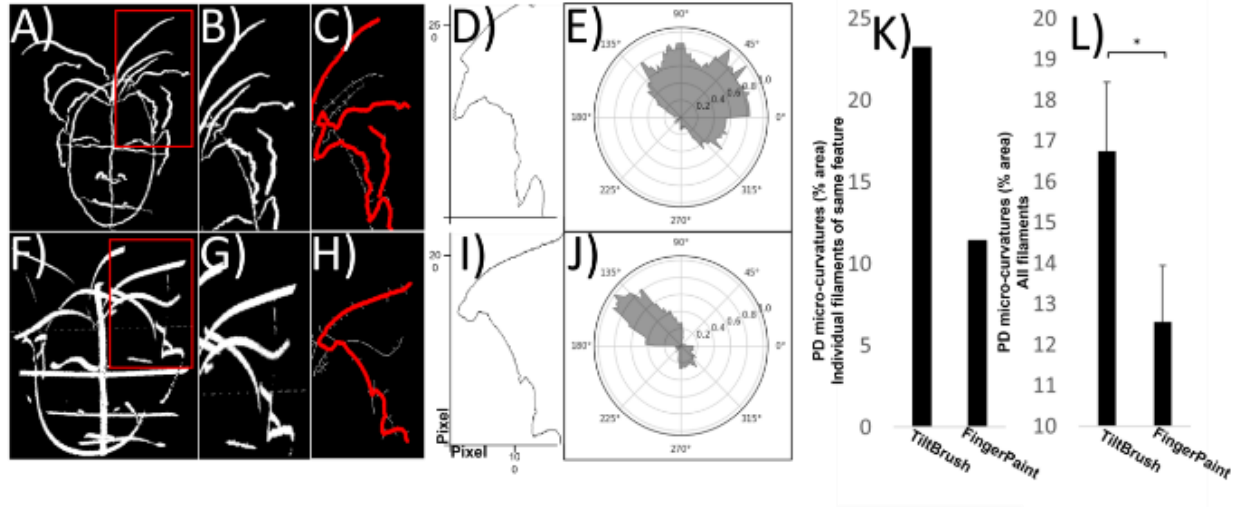 A)
B)
C)
D)
25
0
E)
90°
135°
45°
1.0
0.8
0.6
0.4
0.2
180°
0°
225°
315°
270°
F)
G)
H)
I)
20
0
Pixel
Pixel
10
0
J)
90°
135°
45°
1.0
0.8
0.6
0.4
0.2
180°
0°
225°
315°
270°
K)
PD micro-curvatures (% area)
Individual filaments of same feature
25
20
15
10
5
0
TiltBrush
FingerPaint
L)
*
PD micro-curvatures (% area)
All filaments
20
19
18
17
16
15
14
13
12
11
10
TiltBrush
FingerPaint